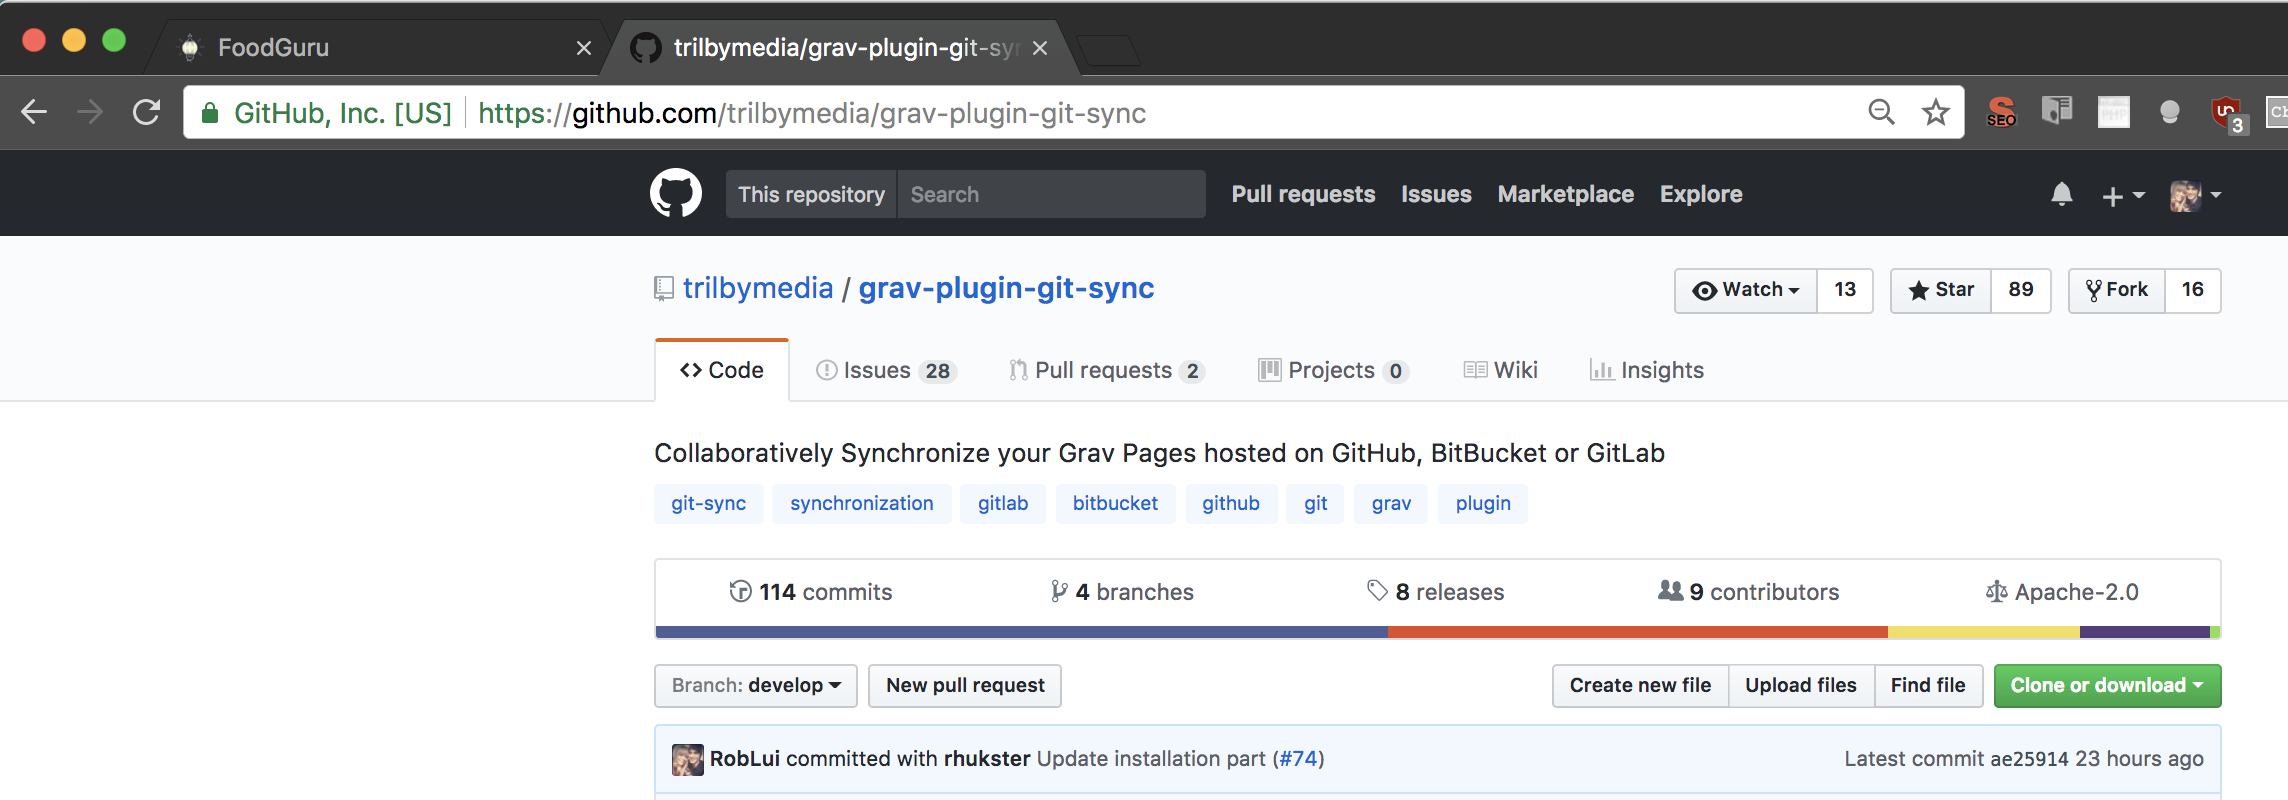 FoodGuru
trilbymedia/grav-plugin-git-syn
GitHub, Inc. [US] https://github.com/trilbymedia/grav-plugin-git-sync
SEO
3
This repository Search Pull requests Issues Marketplace Explore
trilbymedia / grav-plugin-git-sync
Watch 13 Star 89 Fork 16
Code Issues 28 Pull requests 2 Projects 0 Wiki Insights
Collaboratively Synchronize your Grav Pages hosted on GitHub, BitBucket or GitLab
git-sync synchronization gitlab bitbucket github git grav plugin
114 commits 4 branches 8 releases 9 contributors Apache-2.0
Branch: develop New pull request Create new file Upload files Find file Clone or download
RobLui committed with rhukster Update installation part (#74) Latest commit ae25914 23 hours ago